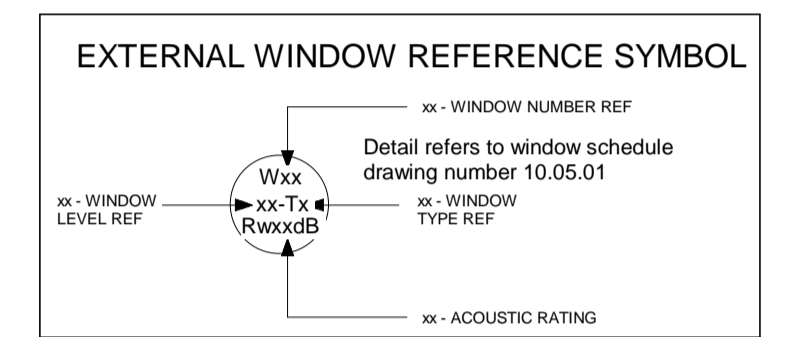 EXTERNAL WINDOW REFERENCE SYMBOL
xx - WINDOW NUMBER REF
Detail refers to window schedule
drawing number 10.05.01
Wxx
xx-Tx
RwxxdB
xx - WINDOW
LEVEL REF
xx - WINDOW
TYPE REF
xx - ACOUSTIC RATING